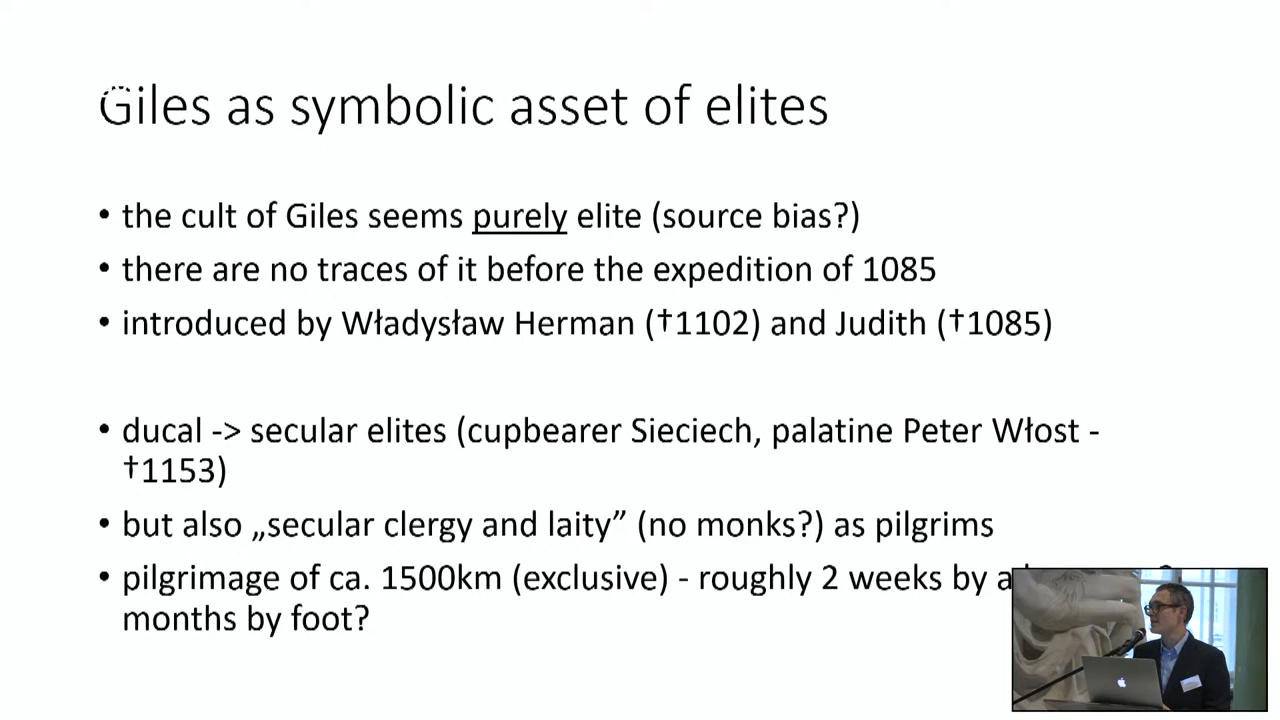 Giles as symbolic asset of elites
• the cult of Giles seems purely elite (source bias?)
• there are no traces of it before the expedition of 1085
• introduced by Władysław Herman (†1102) and Judith (†1085)
• ducal -> secular elites (cupbearer Sieciech, palatine Peter Włost -
†1153)
• but also „secular clergy and laity” (no monks?) as pilgrims
• pilgrimage of ca. 1500km (exclusive) - roughly 2 weeks by a
months by foot?